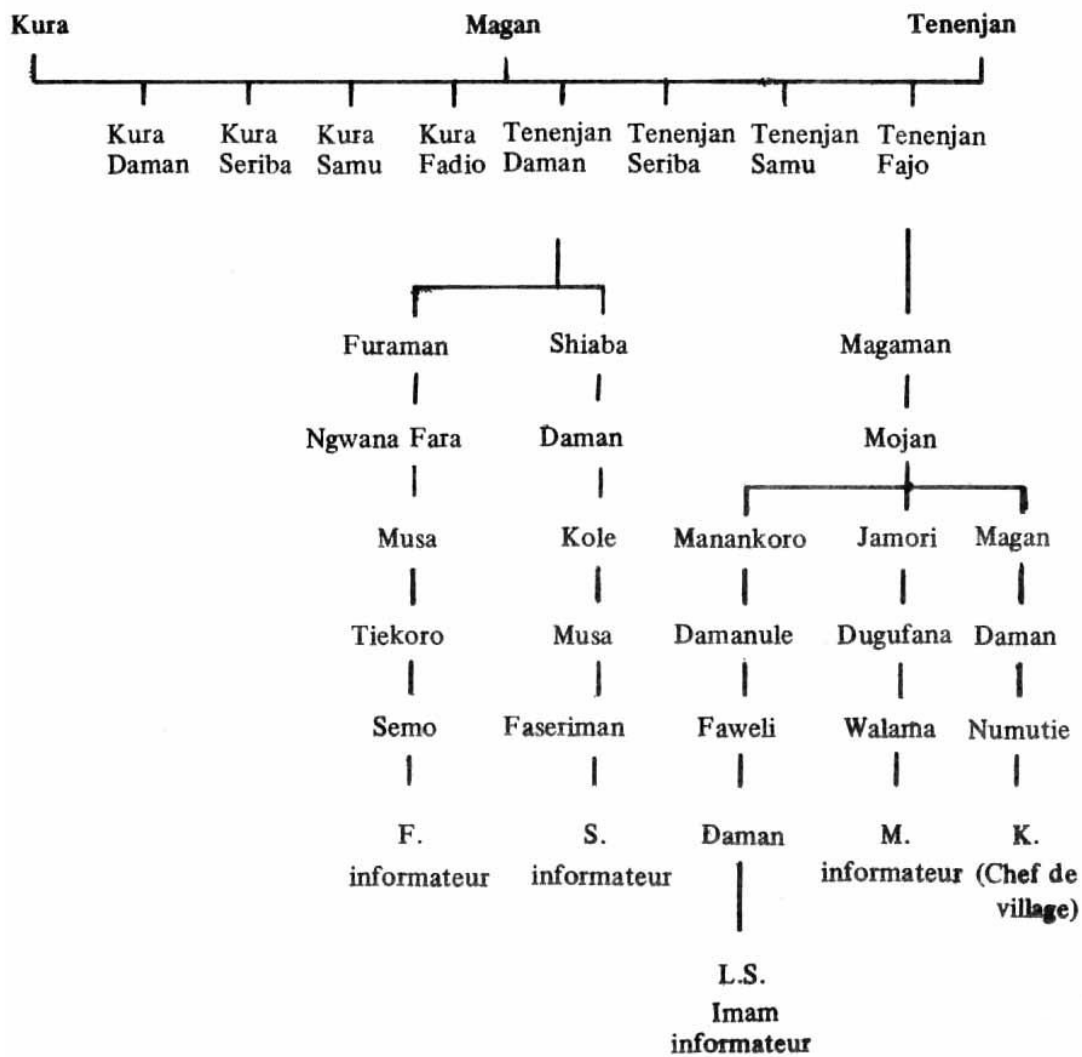 Kura Magan Tenenjan
Kura Kura Kura Kura Tenenjan Tenenjan Tenenjan Tenenjan
Daman Seriba Samu Fadio Daman Seriba Samu Fajo
Furaman Shiaba Magaman
Ngwana Fara Daman Mojan
Musa Kole Manankoro Jamori Magan
Tiekoro Musa Damanule Dugufana Daman
Semo Faseriman Faweli Walama Numutie
F. S. Daman M. K.
informateur informateur informateur (Chef de
village)
L.S.
Imam
informateur